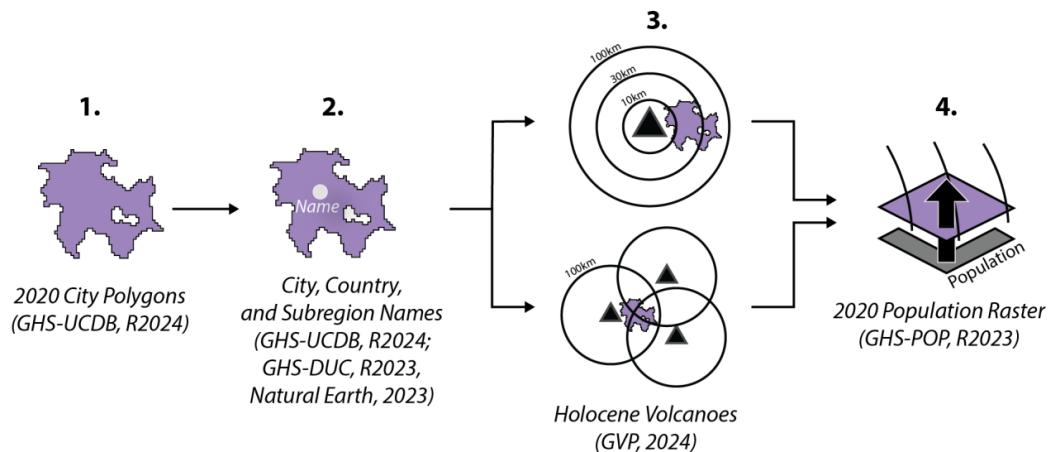 1.
2020 City Polygons
(GHS-UCDB, R2024)
2.
Name
City, Country,
and Subregion Names
(GHS-UCDB, R2024;
GHS-DUC, R2023,
Natural Earth, 2023)
3.
100km
30km
10km
100km
Holocene Volcanoes
(GVP, 2024)
4.
Population
2020 Population Raster
(GHS-POP, R2023)